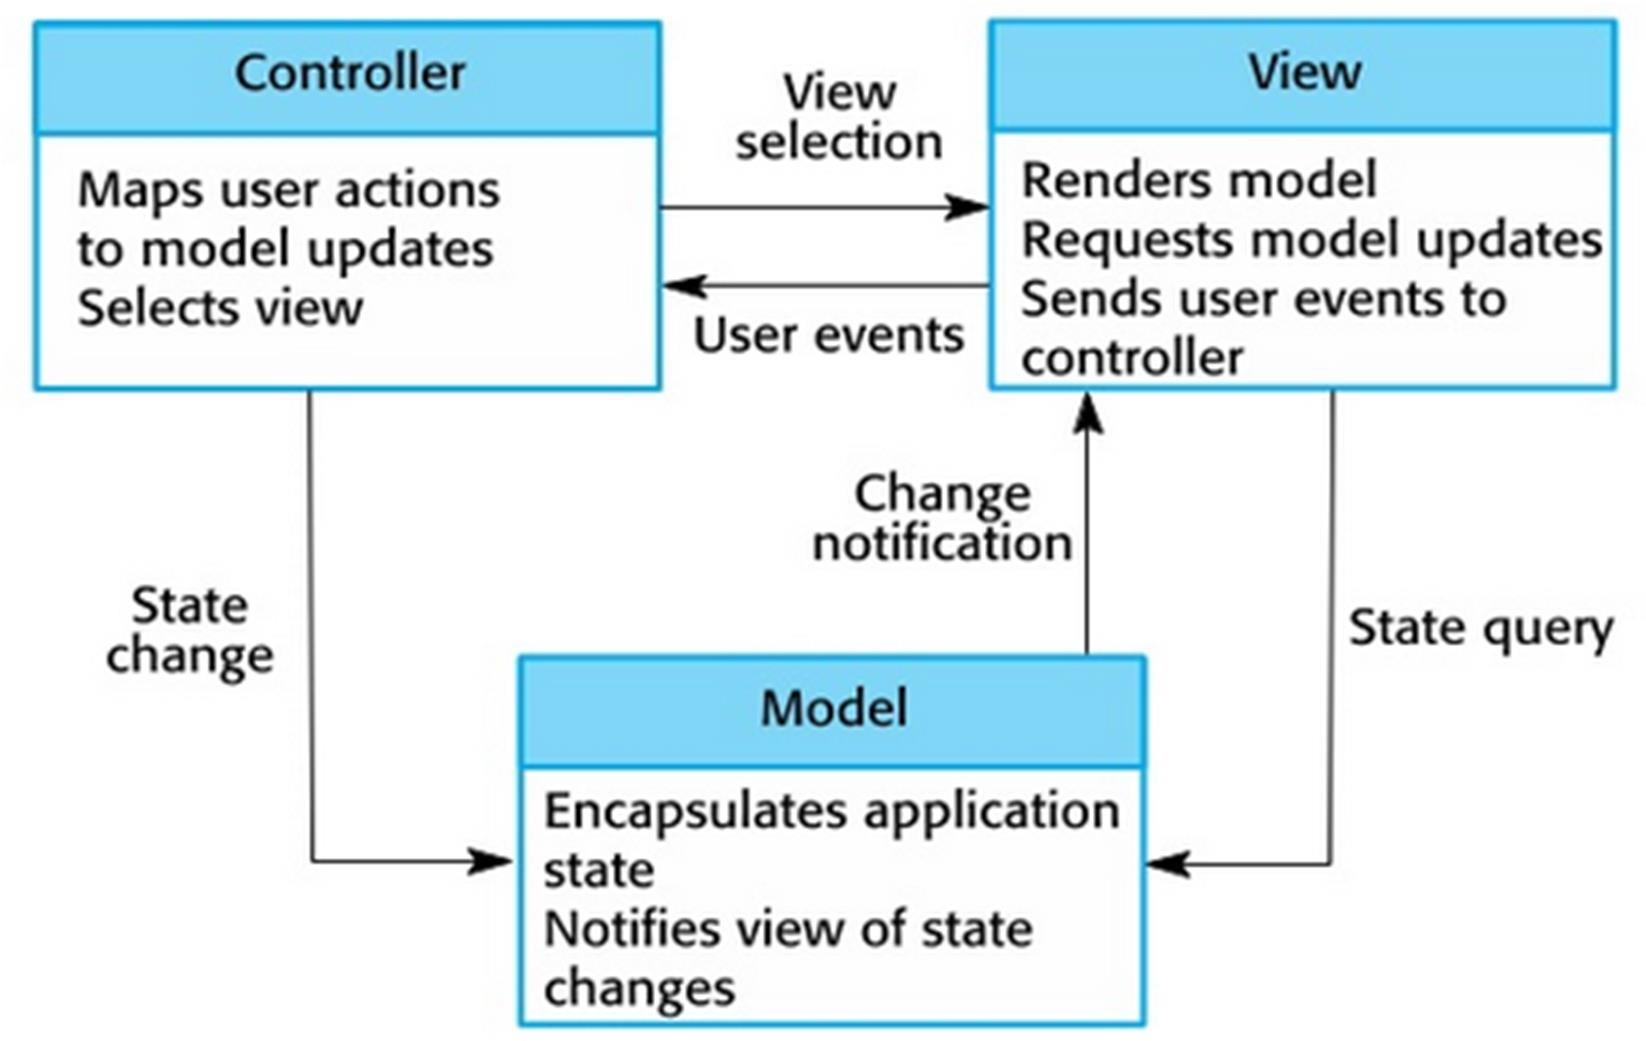 Controller
Maps user actions
to model updates
Selects view
View
selection
User events
View
Renders model
Requests model updates
Sends user events to
controller
State
change
Change
notification
State query
Model
Encapsulates application
state
Notifies view of state
changes